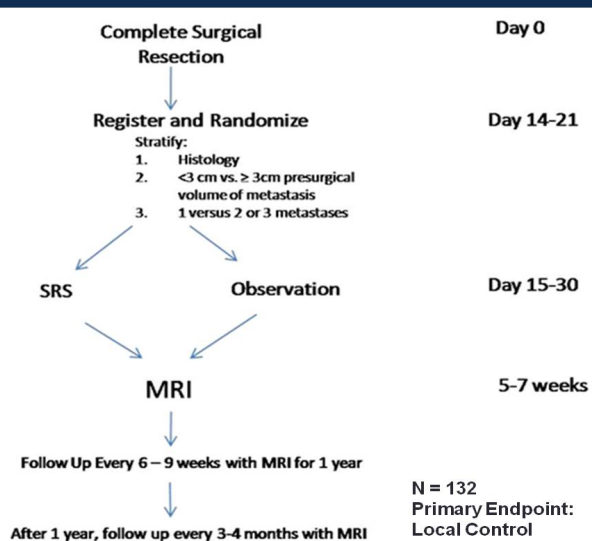 Complete Surgical
Resection
Day 0
Register and Randomize
Day 14-21
Stratify:
1. Histology
2. <3 cm vs. ≥ 3cm presurgical
volume of metastasis
3. 1 versus 2 or 3 metastases
SRS
Observation
Day 15-30
MRI
5-7 weeks
Follow Up Every 6 – 9 weeks with MRI for 1 year
After 1 year, follow up every 3-4 months with MRI
N = 132
Primary Endpoint:
Local Control